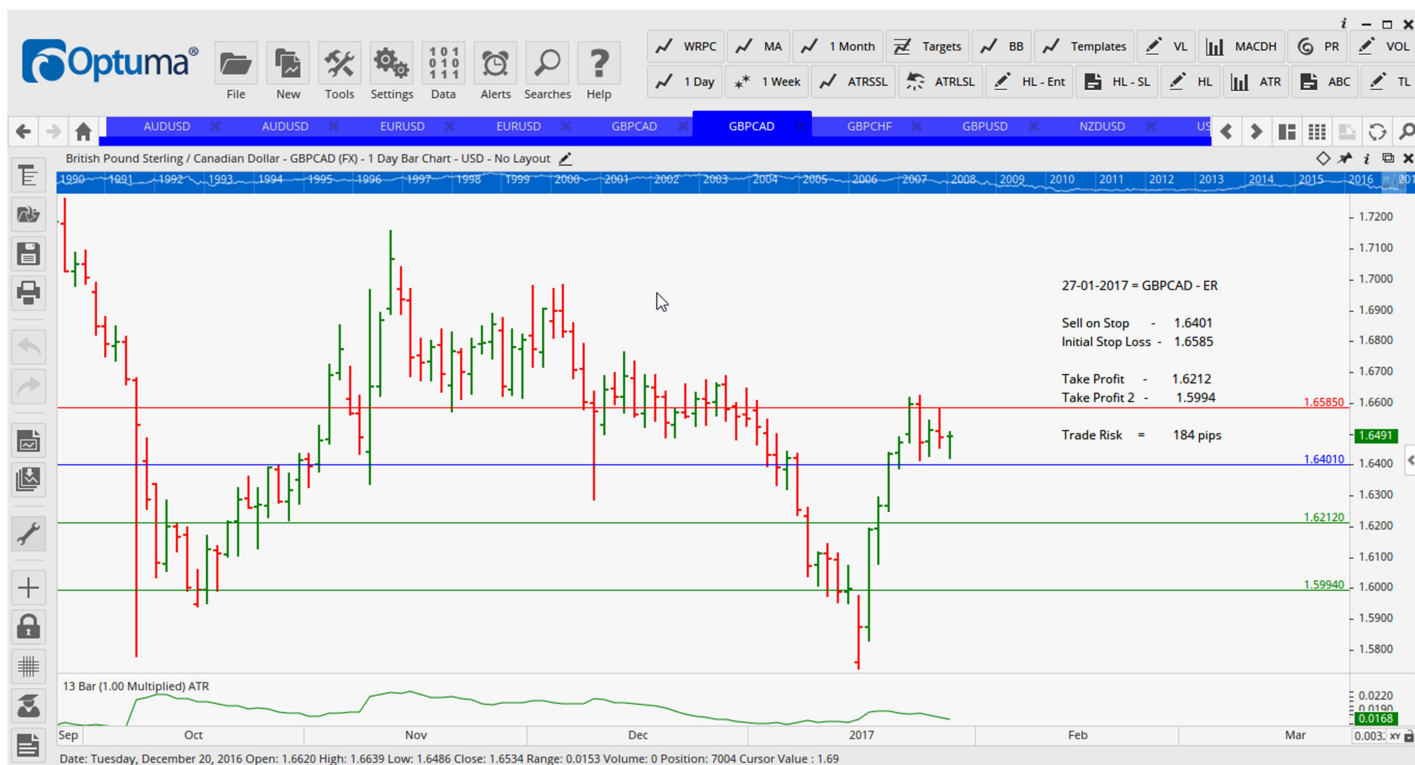 i
Optuma®
File
New
Tools
Settings
101
010
111
Data
Alerts
Searches
?
Help
WRPC MA 1 Month Targets BB Templates VL MACDH PR VOL
1 Day 1 Week ATRSSL ATRLSL HL - Ent HL - SL HL ATR ABC TL
AUDUSD AUDUSD EURUSD EURUSD GBPCAD GBPCAD GBPCHF GBPUSD NZDUSD US
British Pound Sterling / Canadian Dollar - GBPCAD (FX) - 1 Day Bar Chart - USD - No Layout
i
1990 1991 1992 1993 1994 1995 1996 1997 1998 1999 2000 2001 2002 2003 2004 2005 2006 2007 2008 2009 2010 2011 2012 2013 2014 2015 2016 201
1.7200
1.7100
1.7000
1.6900
1.6800
1.6700
1.6600
1.6491
1.6400
1.6300
1.6200
1.6100
1.6000
1.5900
1.5800
27-01-2017 = GBPCAD - ER
Sell on Stop - 1.6401
Initial Stop Loss - 1.6585
Take Profit - 1.6212
Take Profit 2 - 1.5994
Trade Risk = 184 pips
1.65850
1.64010
1.62120
1.59940
13 Bar (1.00 Multiplied) ATR
0.0220
0.0190
0.0168
Sep Oct Nov Dec 2017 Feb Mar
0.003: XY
Date: Tuesday, December 20, 2016 Open: 1.6620 High: 1.6639 Low: 1.6486 Close: 1.6534 Range: 0.0153 Volume: 0 Position: 7004 Cursor Value : 1.69